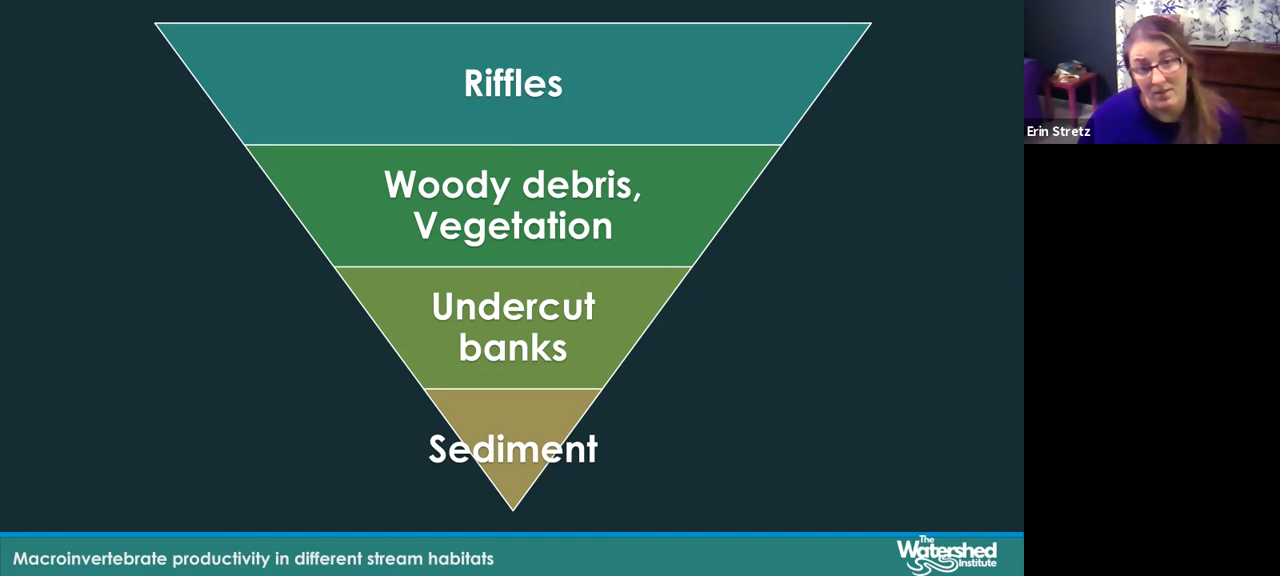 Riffles
Woody debris,
Vegetation
Undercut
banks
Sediment
Macroinvertebrate productivity in different stream habitats
The
Watershed
Institute
Erin Stretz